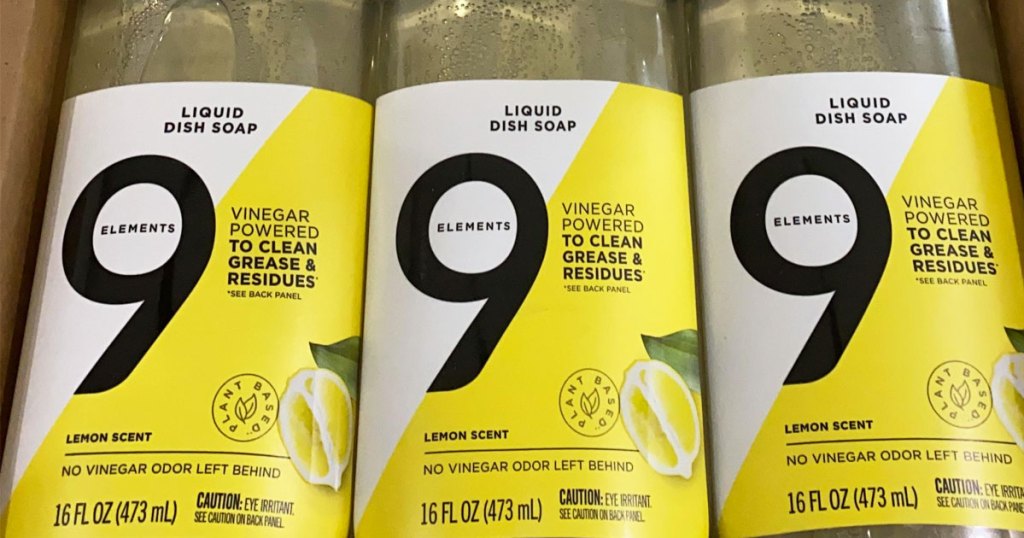 LIQUID
DISH SOAP
9
ELEMENTS
VINEGAR
POWERED
TO CLEAN
GREASE &
RESIDUES*
*SEE BACK PANEL
PLANT BASED
LEMON SCENT
NO VINEGAR ODOR LEFT BEHIND
16 FL OZ (473 mL)
CAUTION: EYE IRRITANT.
SEE CAUTION ON BACK PANEL.
LIQUID
DISH SOAP
9
ELEMENTS
VINEGAR
POWERED
TO CLEAN
GREASE &
RESIDUES*
*SEE BACK PANEL
PLANT BASED
LEMON SCENT
NO VINEGAR ODOR LEFT BEHIND
16 FL OZ (473 mL)
CAUTION: EYE IRRITANT.
SEE CAUTION ON BACK PANEL.
LIQUID
DISH SOAP
9
ELEMENTS
VINEGAR
POWERED
TO CLEAN
GREASE &
RESIDUES*
*SEE BACK PANEL
PLANT BASED
LEMON SCENT
NO VINEGAR ODOR LEFT BEHIND
16 FL OZ (473 mL)
CAUTION: EYE
SEE CAUTION ON BACK